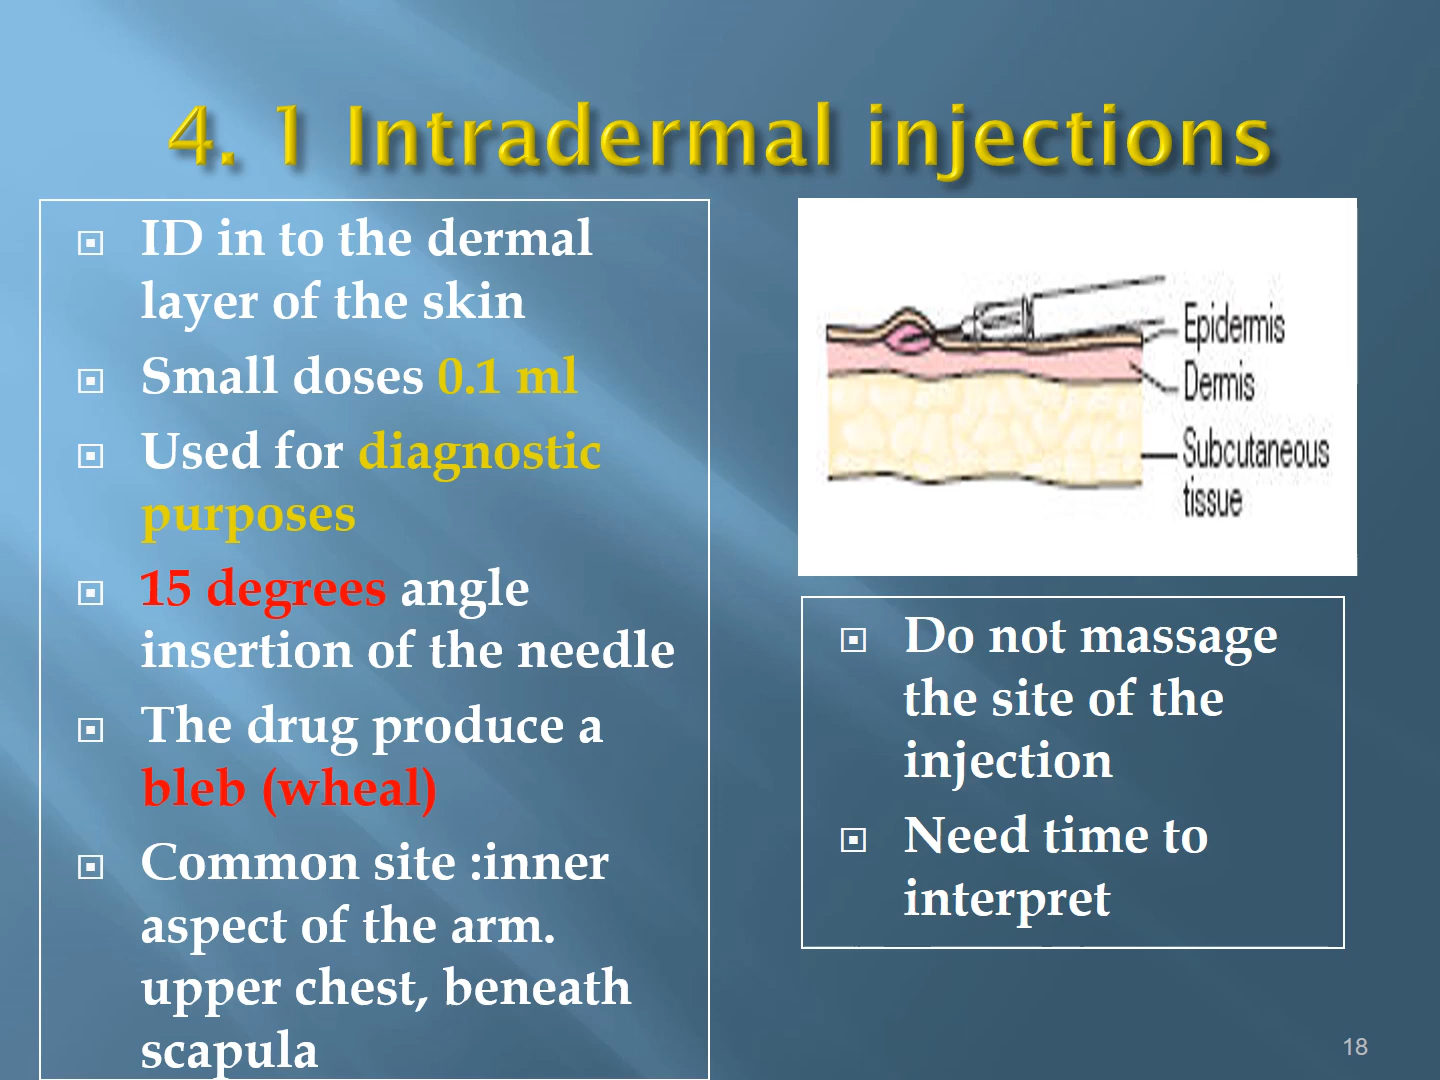 4. 1 Intradermal injections
ID in to the dermal
layer of the skin
Small doses 0.1 ml
Used for diagnostic
purposes
15 degrees angle
insertion of the needle
The drug produce a
bleb (wheal)
Common site :inner
aspect of the arm.
upper chest, beneath
scapula
Epidermis
Dermis
Subcutaneous
tissue
Do not massage
the site of the
injection
Need time to
interpret
18